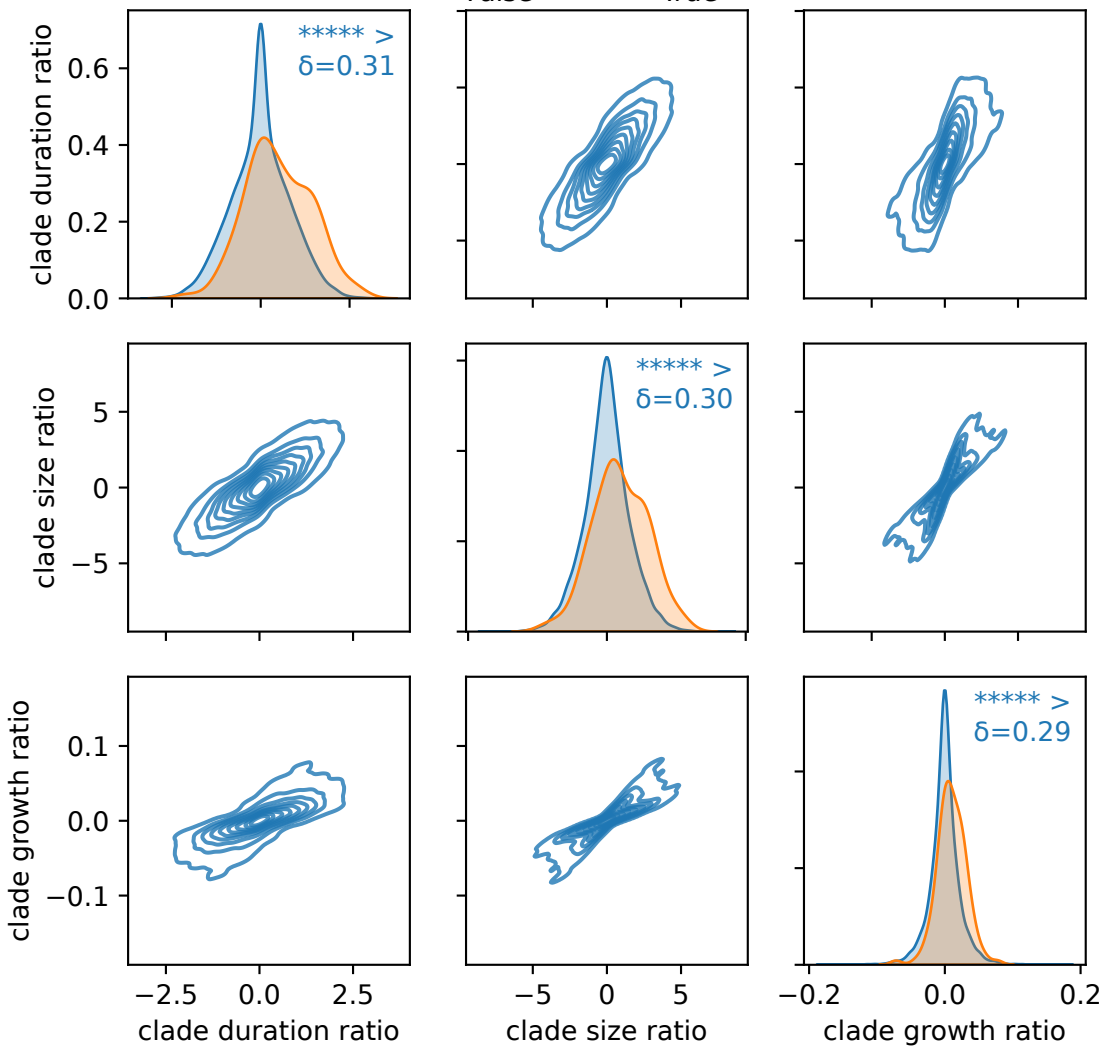 ***** >
δ=0.31
clade duration ratio
0.6
0.4
0.2
0.0
***** >
δ=0.30
clade size ratio
5
0
−5
***** >
δ=0.29
clade growth ratio
0.1
0.0
−0.1
−2.5 0.0 2.5
−5 0 5
−0.2 0.0 0.2
clade duration ratio
clade size ratio
clade growth ratio